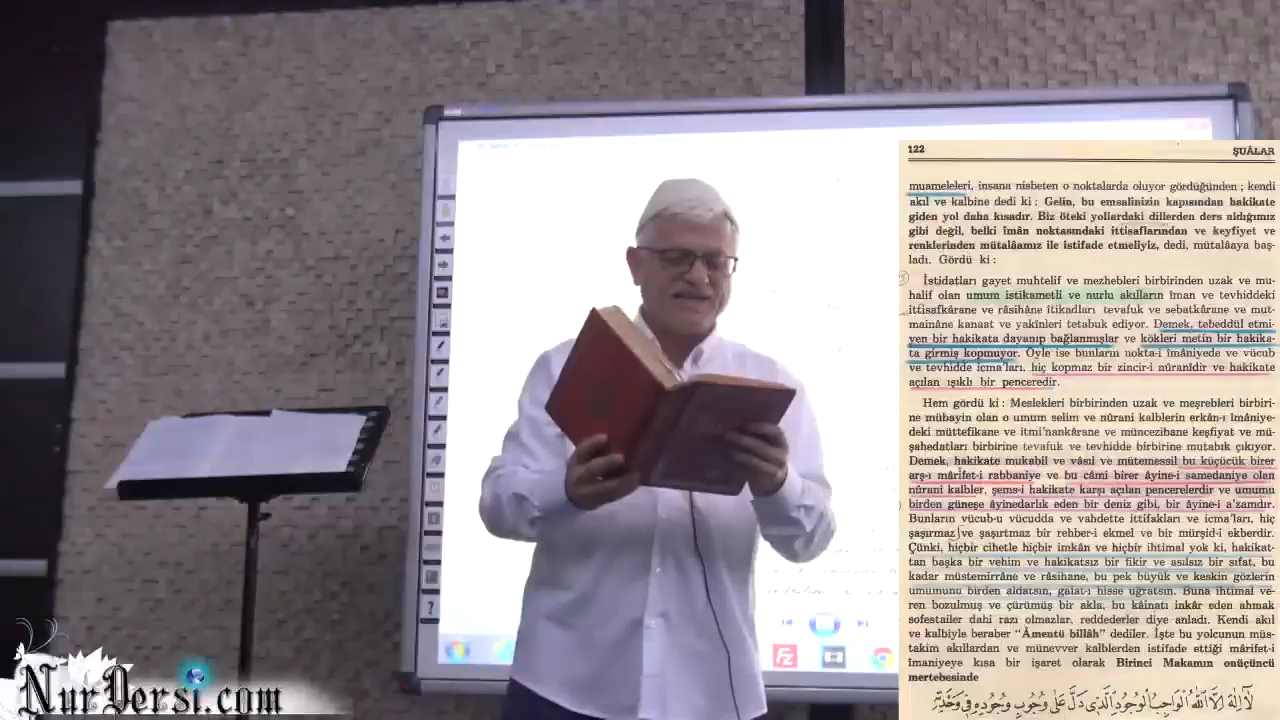 122 ŞUÂLAR
muameleleri, insana nisbeten o noktalarda oluyor gördüğünden ; kendi
akıl ve kalbine dedi ki : Gelin, bu emsalinizin kapısından hakikate
giden yol daha kısadır. Biz öteki yollardaki dillerden ders aldığımız
gibi değil, belki îmân noktasındaki ittisaflarından ve keyfiyet ve
renklerinden mütalâamız ile istifade etmeliyiz, dedi, mütalâaya baş-
ladı. Gördü ki :
İstidatları gayet muhtelif ve mezhebleri birbirinden uzak ve mu-
halif olan umum istikametli ve nurlu akılların îman ve tevhiddeki
ittisafkârane ve râsihâne itikadları tevafuk ve sebatkârane ve mut-
mainâne kanaat ve yakînleri tetabuk ediyor. Demek, tebeddül etmi-
yen bir hakikata dayanıp bağlanmışlar ve kökleri metin bir hakika-
ta girmiş kopmuyor. Öyle ise bunların nokta-i îmâniyede ve vücub
ve tevhidde icma'ları, hiç kopmaz bir zincir-i nûranîdir ve hakikate
açılan ışıklı bir penceredir.
Hem gördü ki : Meslekleri birbirinden uzak ve meşrebleri birbiri-
ne mübayin olan o umum selim ve nûrani kalblerin erkân-ı îmâniye-
deki müttefikane ve itmi'nankârane ve müncezibane keşfiyat ve mü-
şahedatları birbirine tevafuk ve tevhidde birbirine mutabık çıkıyor.
Demek, hakikate mukabil ve vâsıl ve mütemessil bu küçücük birer
arş-ı mârifet-i rabbaniye ve bu câmi birer âyine-i samedaniye olan
nûrani kalbler, şems-i hakikate karşı açılan pencerelerdir ve umumu
birden güneşe âyinedarlık eden bir deniz gibi, bir âyine-i a'zamdır.
Bunların vücub-u vücudda ve vahdette ittifakları ve icma'ları, hiç
şaşırmaz ve şaşırtmaz bir rehber-i ekmel ve bir mürşid-i ekberdir.
Çünki, hiçbir cihetle hiçbir imkân ve hiçbir ihtimal yok ki, hakikat-
tan başka bir vehim ve hakikatsız bir fikir ve asılsız bir sıfat, bu
kadar müstemirrâne ve râsihane, bu pek büyük ve keskin gözlerin
umumunu birden aldatsın, galat-ı hisse uğratsın. Buna ihtimal ve-
ren bozulmuş ve çürümüş bir akla, bu kâinatı inkâr eden ahmak
sofestailer dahi razı olmazlar, reddederler diye anladı. Kendi akıl
ve kalbiyle beraber “Âmentü billâh” dediler. İşte bu yolcunun müs-
takim akıllardan ve münevver kalblerden istifade ettiği mârifet-i
îmaniyeye kısa bir işaret olarak Birinci Makamın onüçüncü
mertebesinde
لَا اِلٰهَ اِلَّا اللهُ الْوَاجِبُ الْوُجُودِ الَّذِى دَلَّ عَلٰى وُجُوبِ وُجُودِهِ فِى وَحْدَتِهِ
NurDersi.com